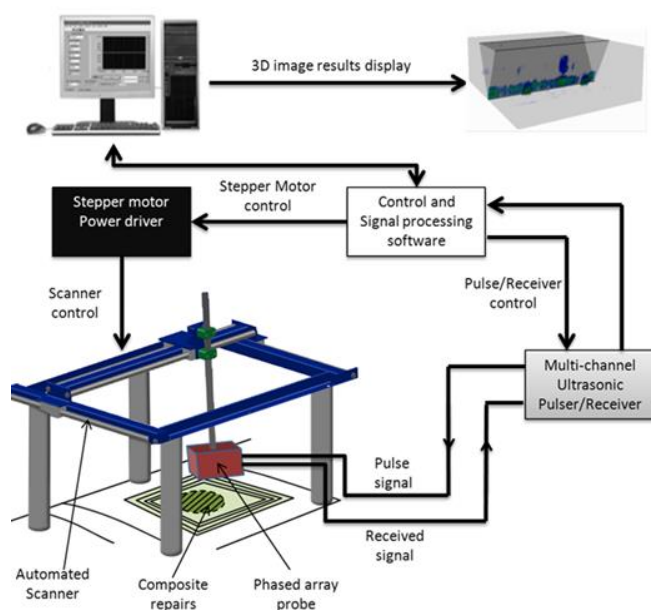 3D image results display
Stepper Motor
control
Stepper motor
Power driver
Control and
Signal processing
software
Scanner
control
Pulse/Receiver
control
Multi-channel
Ultrasonic
Pulser/Receiver
Pulse
signal
Received
signal
Automated
Scanner
Composite
repairs
Phased array
probe